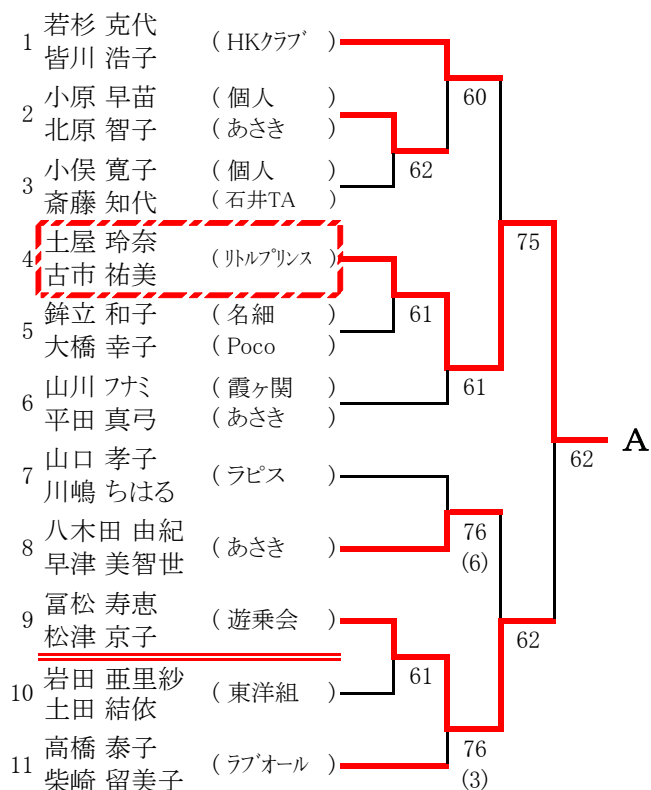 1 若杉 克代 (HKクラブ)
皆川 浩子
60
2 小原 早苗 (個人)
北原 智子 (あさき)
62
3 小俣 寛子 (個人)
斎藤 知代 (石井TA)
75
4 土屋 玲奈 (リトルプリンス)
古市 祐美
61
5 鉾立 和子 (名細)
大橋 幸子 (Poco)
61
6 山川 フナミ (霞ヶ関)
平田 真弓 (あさき)
62 A
7 山口 孝子 (ラピス)
川嶋 ちはる
76
(6)
8 八木田 由紀 (あさき)
早津 美智世
9 冨松 寿恵 (遊乗会)
松津 京子
62
61
10 岩田 亜里紗 (東洋組)
土田 結依
76
(3)
11 高橋 泰子 (ラブオール)
柴崎 留美子